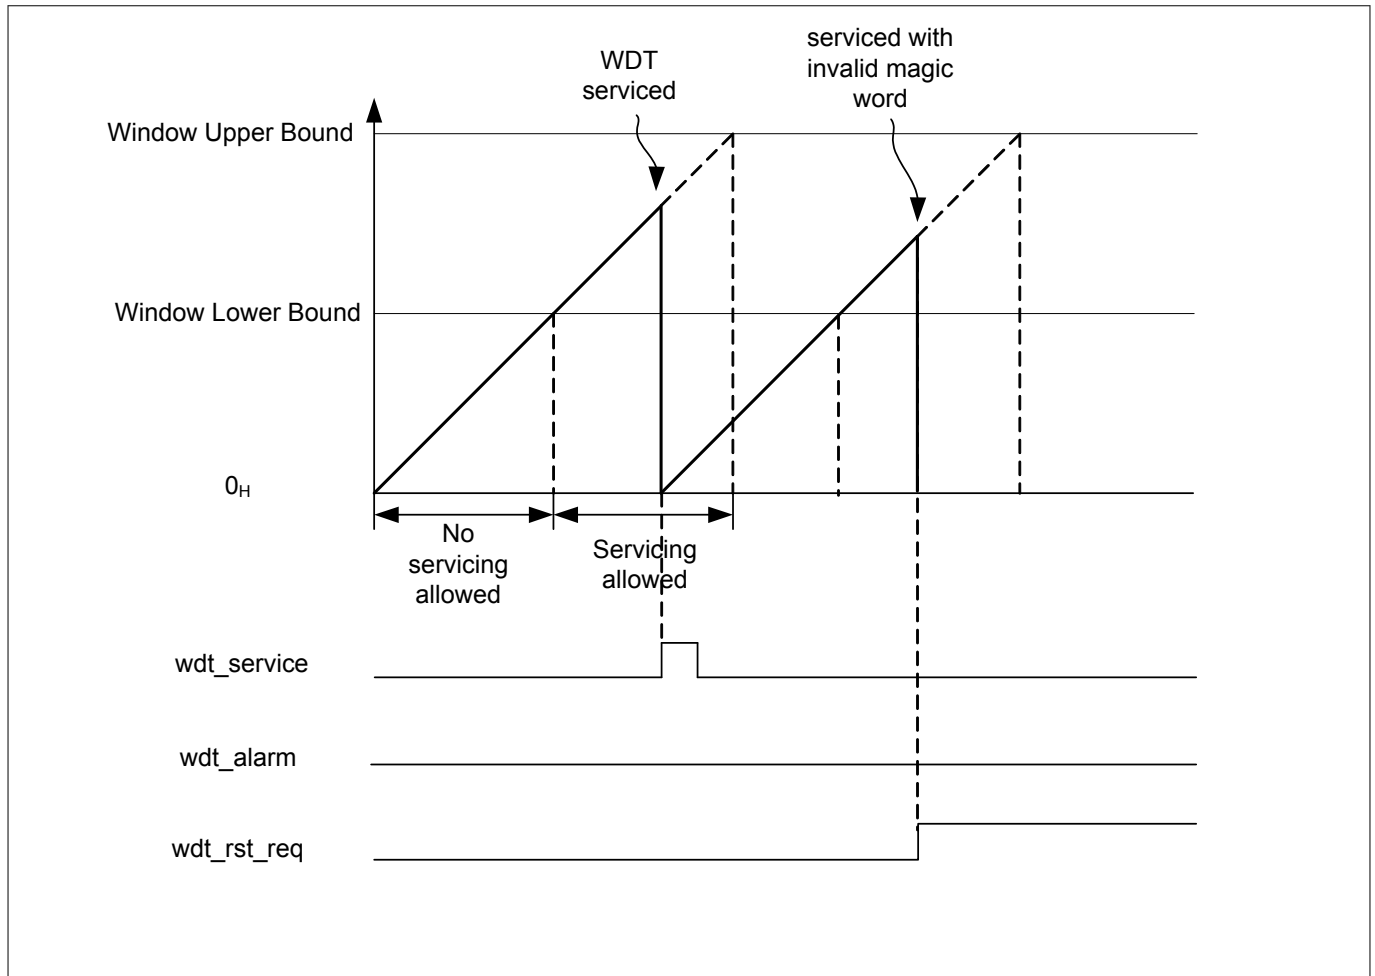 WDT
serviced
serviced with
invalid magic
word
Window Upper Bound
Window Lower Bound
0H
No
servicing
allowed
Servicing
allowed
wdt_service
wdt_alarm
wdt_rst_req